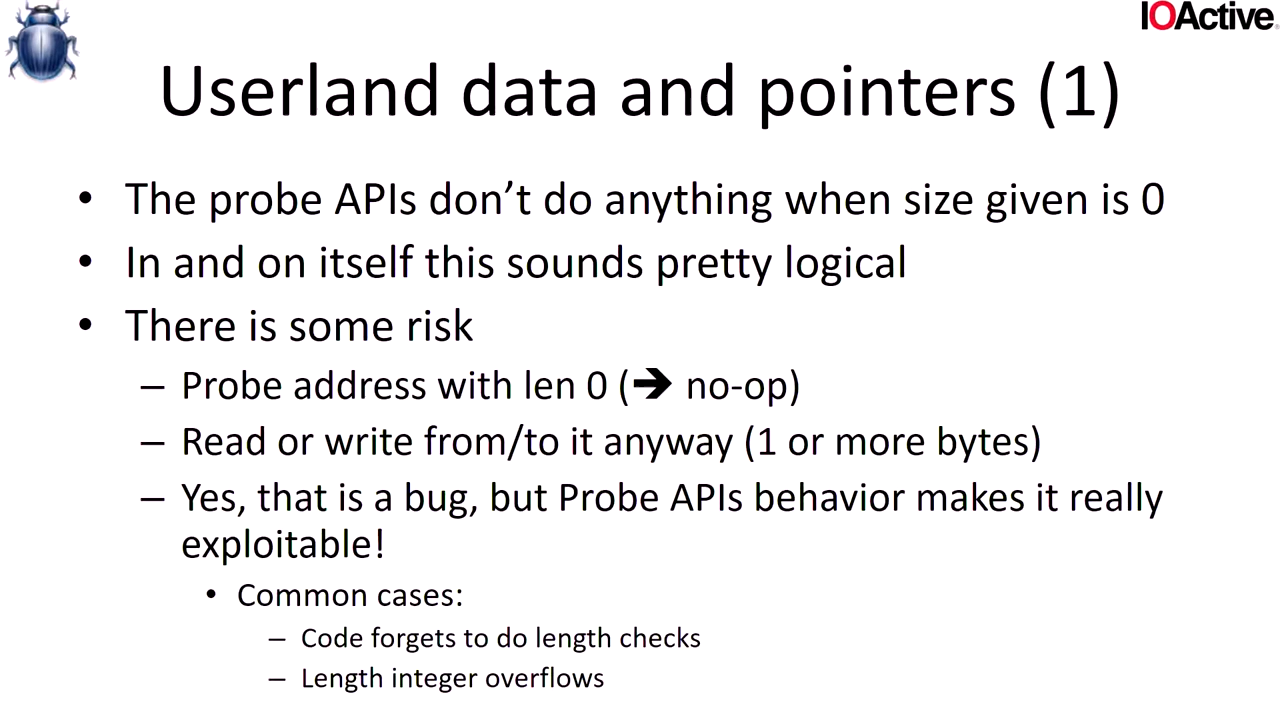 IOActive
Userland data and pointers (1)
• The probe APIs don’t do anything when size given is 0
• In and on itself this sounds pretty logical
• There is some risk
– Probe address with len 0 (➔ no-op)
– Read or write from/to it anyway (1 or more bytes)
– Yes, that is a bug, but Probe APIs behavior makes it really
exploitable!
• Common cases:
– Code forgets to do length checks
– Length integer overflows